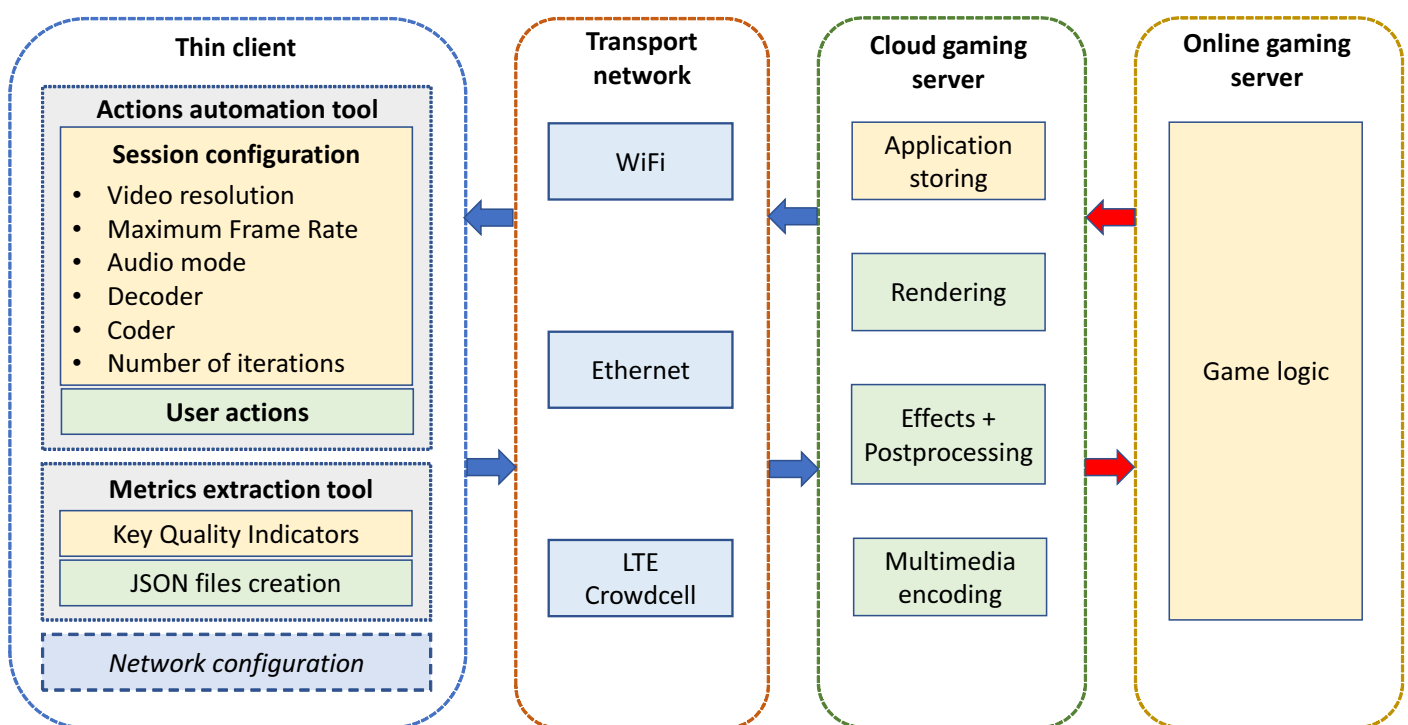 Thin client
Actions automation tool
Session configuration
• Video resolution
• Maximum Frame Rate
• Audio mode
• Decoder
• Coder
• Number of iterations
User actions
Metrics extraction tool
Key Quality Indicators
JSON files creation
Network configuration
Transport
network
WiFi
Ethernet
LTE
Crowdcell
Cloud gaming
server
Application
storing
Rendering
Effects +
Postprocessing
Multimedia
encoding
Online gaming
server
Game logic